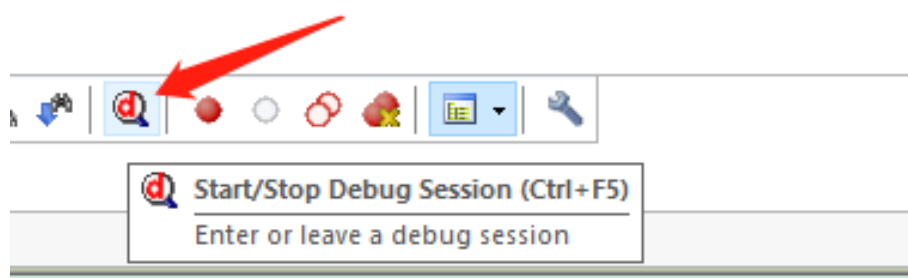 Start/Stop Debug Session (Ctrl+F5)
Enter or leave a debug session